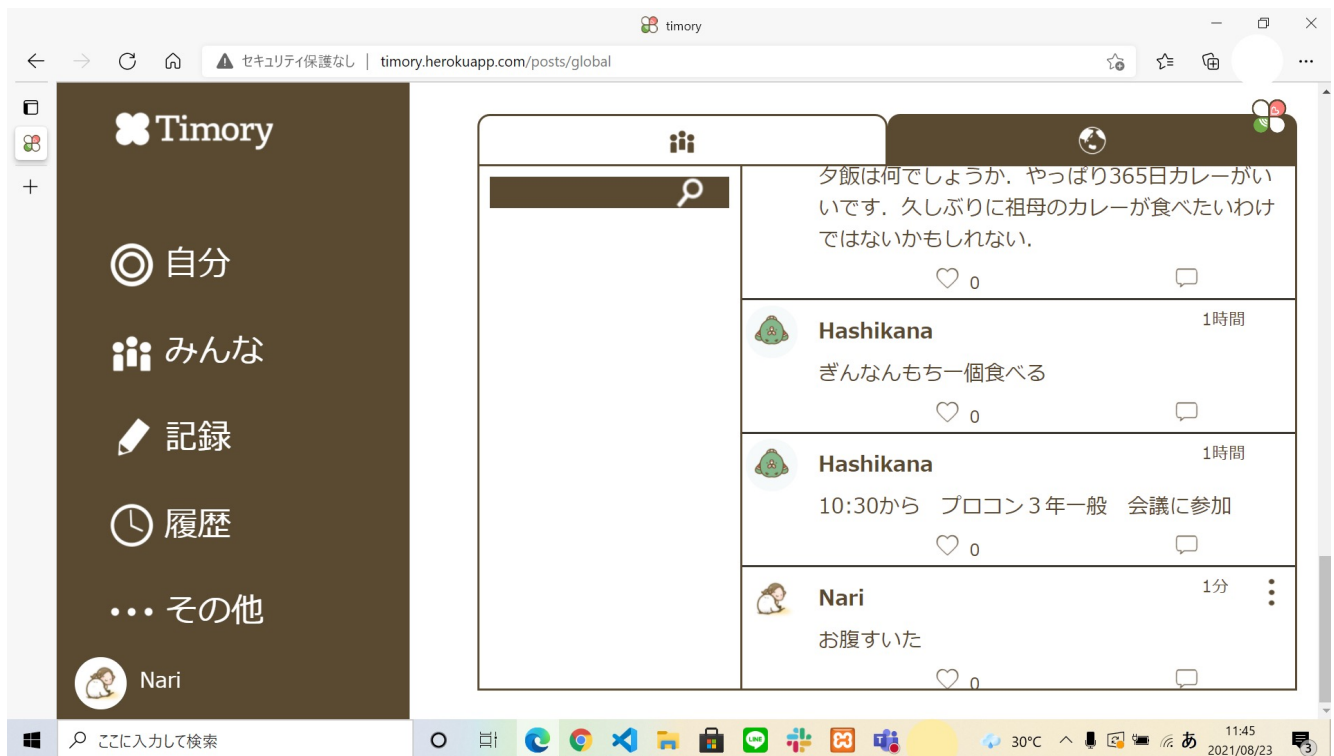 timory
セキュリティ保護なし | timory.herokuapp.com/posts/global
Timory
自分
みんな
記録
履歴
その他
Nari
夕飯は何でしょうか．やっぱり365日カレーがい
いです．久しぶりに祖母のカレーが食べたいわけ
ではないかもしれない．
0
Hashikana
1時間
ぎんなんもち一個食べる
0
Hashikana
1時間
10:30から　プロコン３年一般　会議に参加
0
Nari
1分
お腹すいた
0
ここに入力して検索
LINE
30℃
あ
11:45
2021/08/23
3